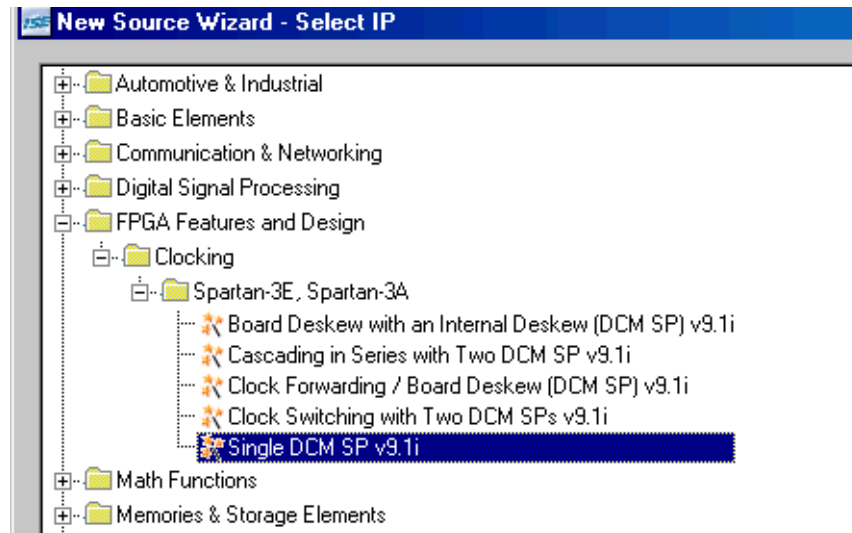 ISE New Source Wizard - Select IP
Automotive & Industrial
Basic Elements
Communication & Networking
Digital Signal Processing
FPGA Features and Design
Clocking
Spartan-3E, Spartan-3A
Board Deskew with an Internal Deskew (DCM SP) v9.1i
Cascading in Series with Two DCM SP v9.1i
Clock Forwarding / Board Deskew (DCM SP) v9.1i
Clock Switching with Two DCM SPs v9.1i
Single DCM SP v9.1i
Math Functions
Memories & Storage Elements